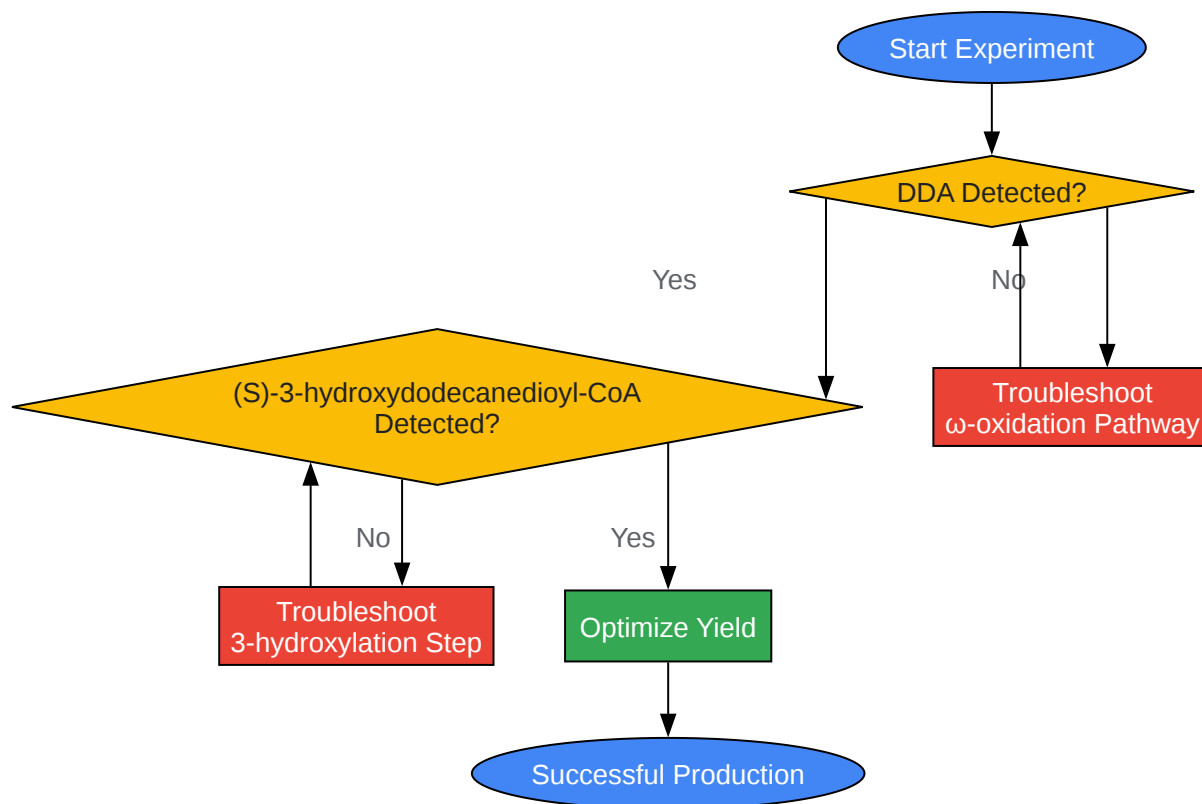 Start Experiment
DDA Detected?
Yes
No
(S)-3-hydroxydodecanedioyl-CoA
Detected?
Troubleshoot
ω-oxidation Pathway
No
Yes
Troubleshoot
3-hydroxylation Step
Optimize Yield
Successful Production